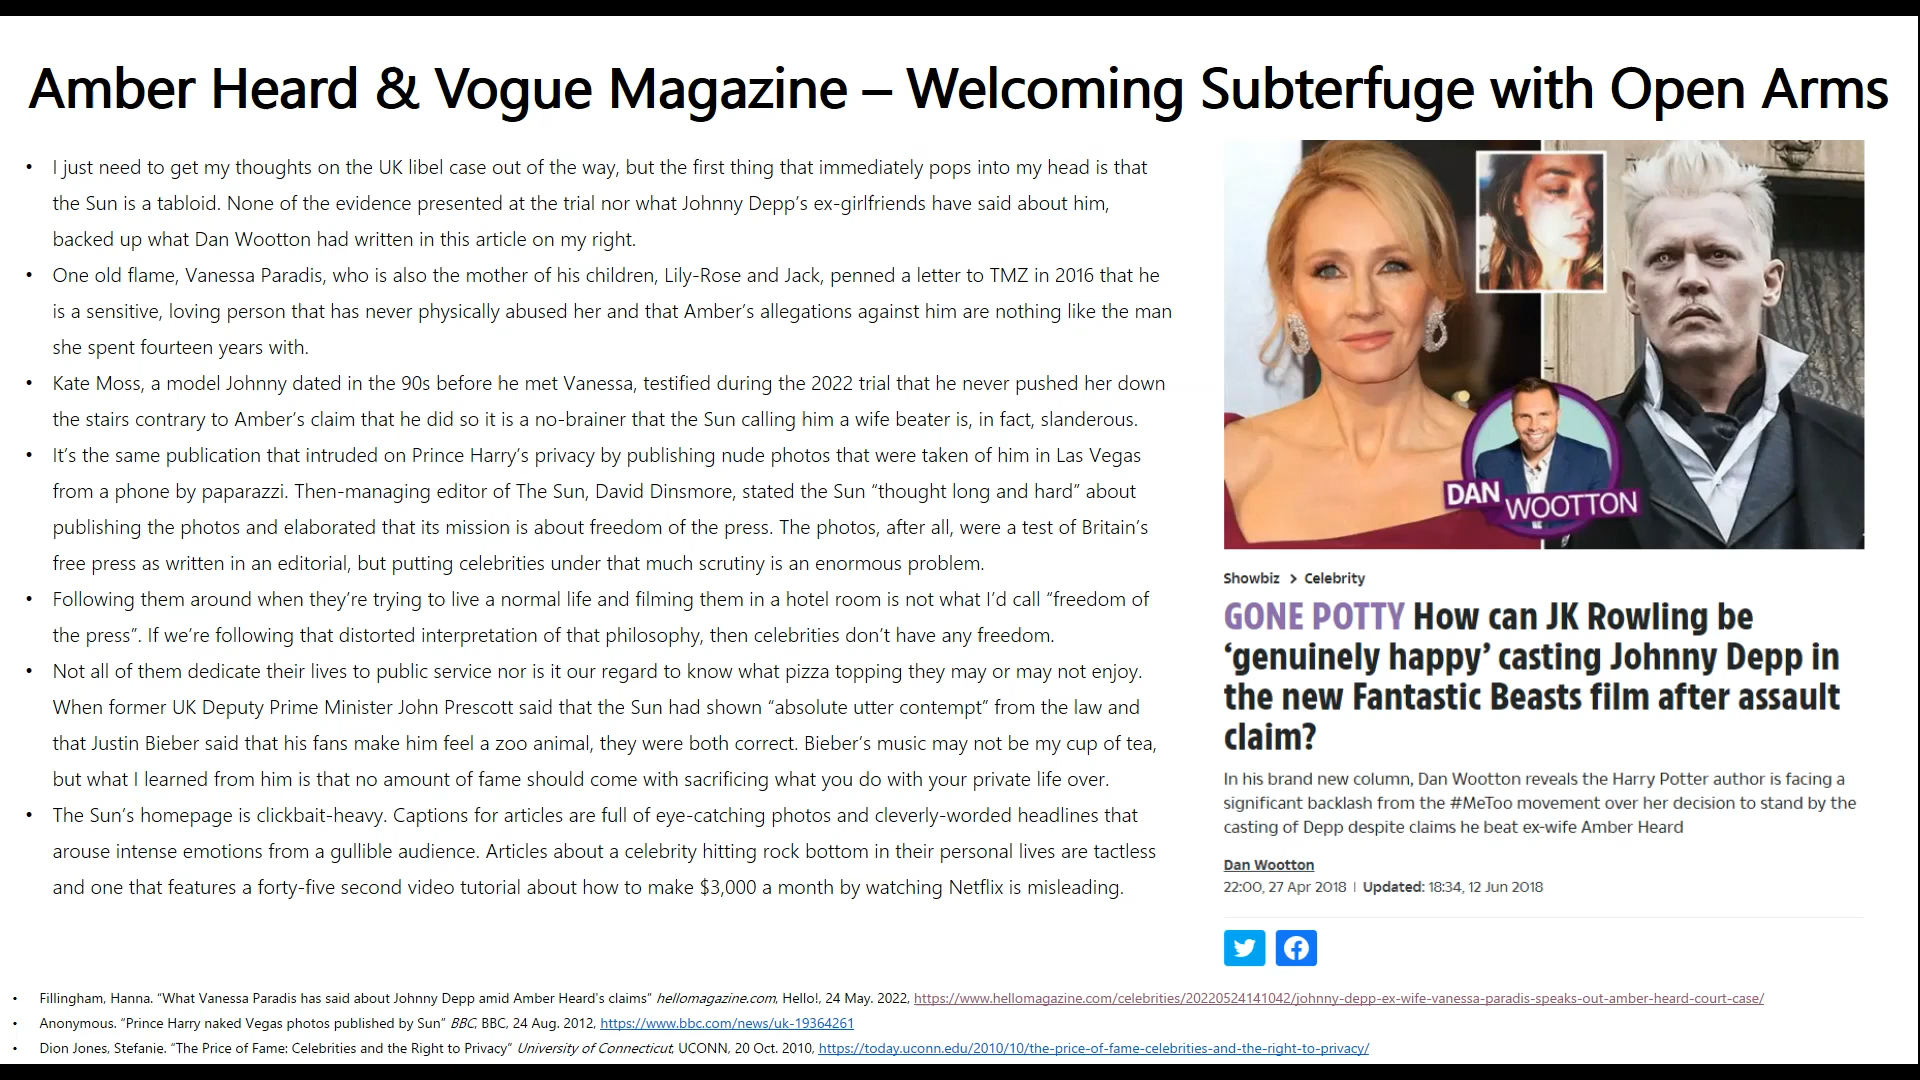 Amber Heard & Vogue Magazine – Welcoming Subterfuge with Open Arms
• I just need to get my thoughts on the UK libel case out of the way, but the first thing that immediately pops into my head is that
the Sun is a tabloid. None of the evidence presented at the trial nor what Johnny Depp’s ex-girlfriends have said about him,
backed up what Dan Wootton had written in this article on my right.
• One old flame, Vanessa Paradis, who is also the mother of his children, Lily-Rose and Jack, penned a letter to TMZ in 2016 that he
is a sensitive, loving person that has never physically abused her and that Amber’s allegations against him are nothing like the man
she spent fourteen years with.
• Kate Moss, a model Johnny dated in the 90s before he met Vanessa, testified during the 2022 trial that he never pushed her down
the stairs contrary to Amber’s claim that he did so it is a no-brainer that the Sun calling him a wife beater is, in fact, slanderous.
• It’s the same publication that intruded on Prince Harry’s privacy by publishing nude photos that were taken of him in Las Vegas
from a phone by paparazzi. Then-managing editor of The Sun, David Dinsmore, stated the Sun “thought long and hard” about
publishing the photos and elaborated that its mission is about freedom of the press. The photos, after all, were a test of Britain’s
free press as written in an editorial, but putting celebrities under that much scrutiny is an enormous problem.
• Following them around when they’re trying to live a normal life and filming them in a hotel room is not what I’d call “freedom of
the press”. If we’re following that distorted interpretation of that philosophy, then celebrities don’t have any freedom.
• Not all of them dedicate their lives to public service nor is it our regard to know what pizza topping they may or may not enjoy.
When former UK Deputy Prime Minister John Prescott said that the Sun had shown “absolute utter contempt” from the law and
that Justin Bieber said that his fans make him feel a zoo animal, they were both correct. Bieber’s music may not be my cup of tea,
but what I learned from him is that no amount of fame should come with sacrificing what you do with your private life over.
• The Sun’s homepage is clickbait-heavy. Captions for articles are full of eye-catching photos and cleverly-worded headlines that
arouse intense emotions from a gullible audience. Articles about a celebrity hitting rock bottom in their personal lives are tactless
and one that features a forty-five second video tutorial about how to make $3,000 a month by watching Netflix is misleading.
DAN
WOOTTON
Showbiz > Celebrity
GONE POTTY How can JK Rowling be
‘genuinely happy’ casting Johnny Depp in
the new Fantastic Beasts film after assault
claim?
In his brand new column, Dan Wootton reveals the Harry Potter author is facing a
significant backlash from the #MeToo movement over her decision to stand by the
casting of Depp despite claims he beat ex-wife Amber Heard
Dan Wootton
22:00, 27 Apr 2018 | Updated: 18:34, 12 Jun 2018
• Fillingham, Hanna. “What Vanessa Paradis has said about Johnny Depp amid Amber Heard's claims” hellomagazine.com, Hello!, 24 May. 2022, https://www.hellomagazine.com/celebrities/20220524141042/johnny-depp-ex-wife-vanessa-paradis-speaks-out-amber-heard-court-case/
• Anonymous. “Prince Harry naked Vegas photos published by Sun” BBC, BBC, 24 Aug. 2012, https://www.bbc.com/news/uk-19364261
• Dion Jones, Stefanie. “The Price of Fame: Celebrities and the Right to Privacy” University of Connecticut, UCONN, 20 Oct. 2010, https://today.uconn.edu/2010/10/the-price-of-fame-celebrities-and-the-right-to-privacy/